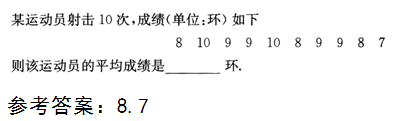 某运动员射击10次,成绩(单位:环)如下
8 10 9 9 10 8 9 9 8 7
则该运动员的平均成绩是______ 环.
参考答案：8.7